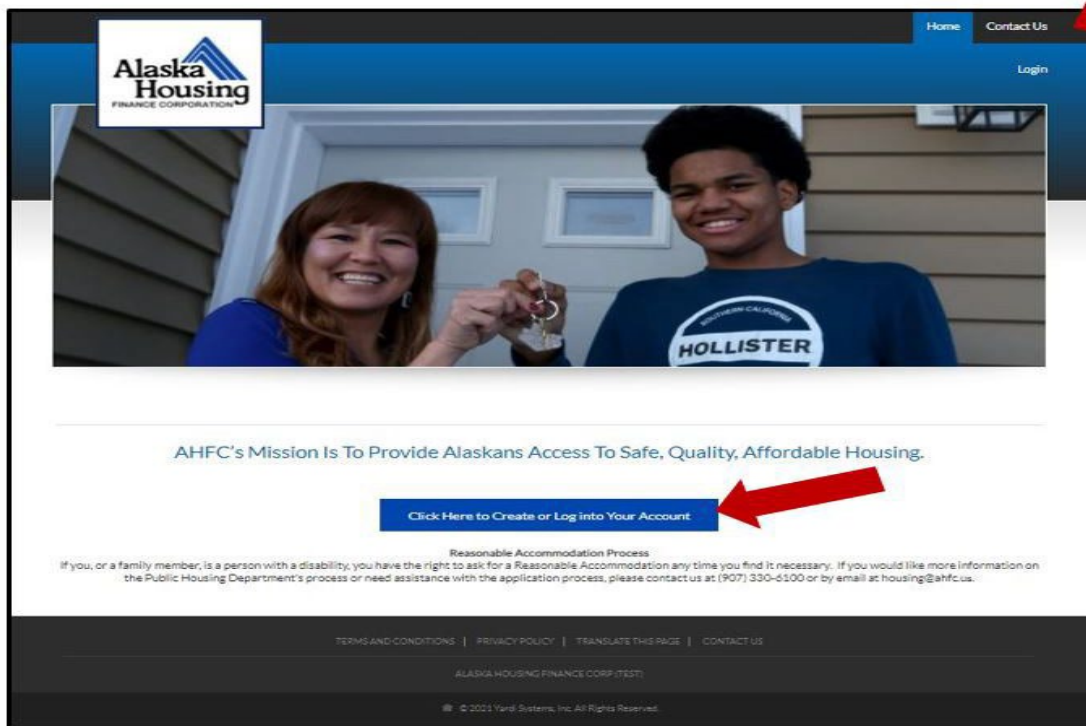 Home Contact Us
Alaska
Housing
FINANCE CORPORATION
Login
SOUTHERN-CALIFORNIA
HOLLISTER
AHFC's Mission Is To Provide Alaskans Access To Safe, Quality, Affordable Housing.
Click Here to Create or Log into Your Account
Reasonable Accommodation Process
If you, or a family member, is a person with a disability, you have the right to ask for a Reasonable Accommodation any time you find it necessary. If you would like more information on
the Public Housing Department's process or need assistance with the application process, please contact us at (907) 330-6100 or by email at housing@ahfc.us.
TERMS AND CONDITIONS | PRIVACY POLICY | TRANSLATE THIS PAGE | CONTACT US
ALASKA HOUSING FINANCE CORP (TEST)
© 2021 Yardi Systems, Inc. All Rights Reserved.